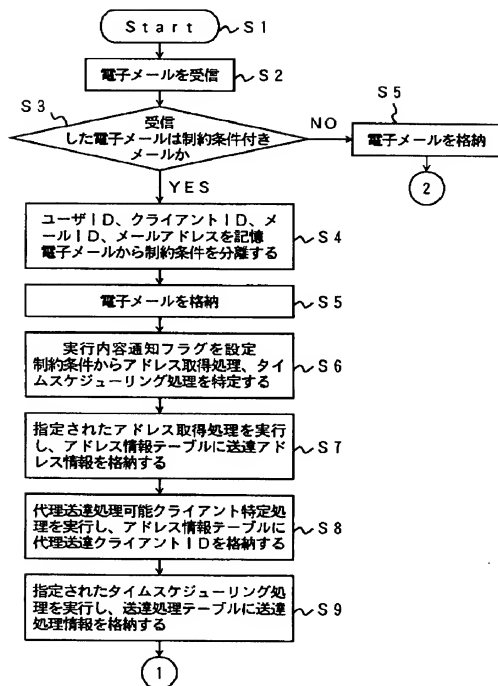 Start
S1
電子メールを受信
S2
S3
受信
した電子メールは制約条件付き
メールか
NO
S5
電子メールを格納
2
YES
ユーザID、クライアントID、メ
ールID、メールアドレスを記憶
電子メールから制約条件を分離する
S4
電子メールを格納
S5
実行内容通知フラグを設定
制約条件からアドレス取得処理、タイ
ムスケジューリング処理を特定する
S6
指定されたアドレス取得処理を実行
し、アドレス情報テーブルに送達アド
レス情報を格納する
S7
代理送達処理可能クライアント特定処
理を実行し、アドレス情報テーブルに
代理送達クライアントIDを格納する
S8
指定されたタイムスケジューリング処
理を実行し、送達処理テーブルに送達
処理情報を格納する
S9
1